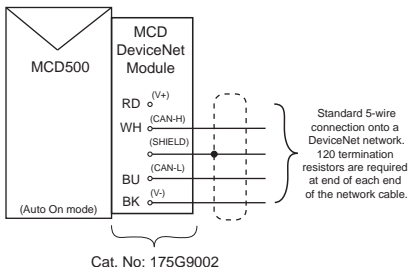 MCD
DeviceNet
Module
MCD500
(Auto On mode)
RD (V+)
WH (CAN-H)
(SHIELD)
BU (CAN-L)
BK (V-)
Standard 5-wire
connection onto a
DeviceNet network.
120 termination
resistors are required
at end of each end
of the network cable.
Cat. No: 175G9002